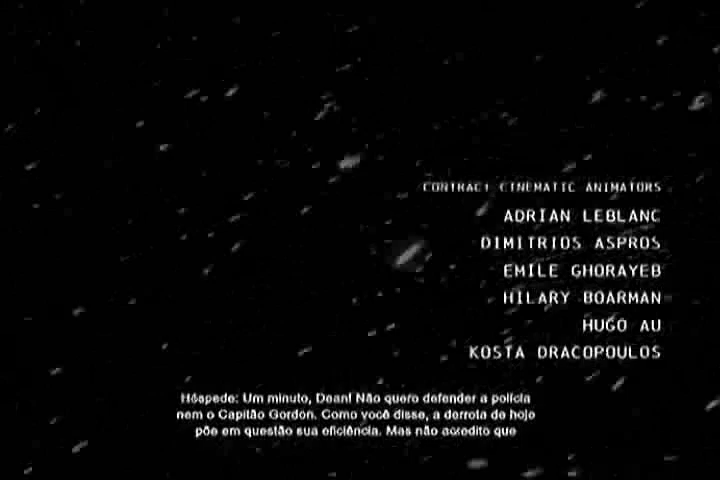 CONTRACT CINEMATIC ANIMATORS
ADRIAN LEBLANC
DIMITRIOS ASPROS
EMILE GHORAYEB
HILARY BOARMAN
HUGO AU
KOSTA DRACOPOULOS
Hóspede: Um minuto, Dean! Não quero defender a polícia
nem o Capitão Gordon. Como você disse, a derrota de hoje
põe em questão sua eficiência. Mas não acredito que